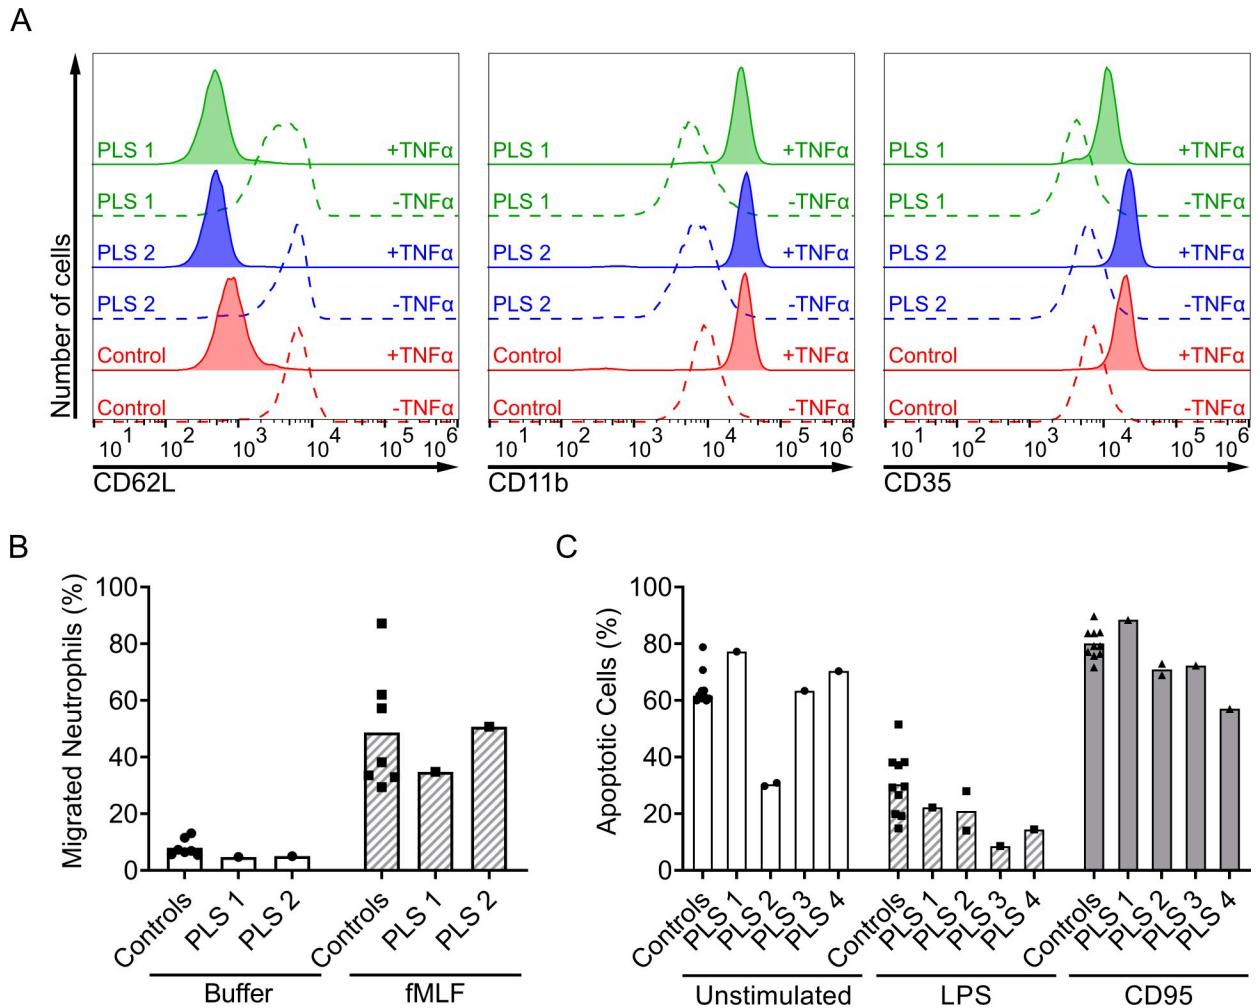 A
Number of cells
PLS 1 +TNFα
PLS 1 -TNFα
PLS 2 +TNFα
PLS 2 -TNFα
Control +TNFα
Control -TNFα
10^1 10^2 10^3 10^4 10^5 10^6
CD62L
PLS 1 +TNFα
PLS 1 -TNFα
PLS 2 +TNFα
PLS 2 -TNFα
Control +TNFα
Control -TNFα
10^1 10^2 10^3 10^4 10^5 10^6
CD11b
PLS 1 +TNFα
PLS 1 -TNFα
PLS 2 +TNFα
PLS 2 -TNFα
Control +TNFα
Control -TNFα
10^1 10^2 10^3 10^4 10^5 10^6
CD35
B
Migrated Neutrophils (%)
100
80
60
40
20
0
Controls PLS 1 PLS 2 Controls PLS 1 PLS 2
Buffer fMLF
C
Apoptotic Cells (%)
100
80
60
40
20
0
Controls PLS 1 PLS 2 PLS 3 PLS 4 Controls PLS 1 PLS 2 PLS 3 PLS 4 Controls PLS 1 PLS 2 PLS 3 PLS 4
Unstimulated LPS CD95